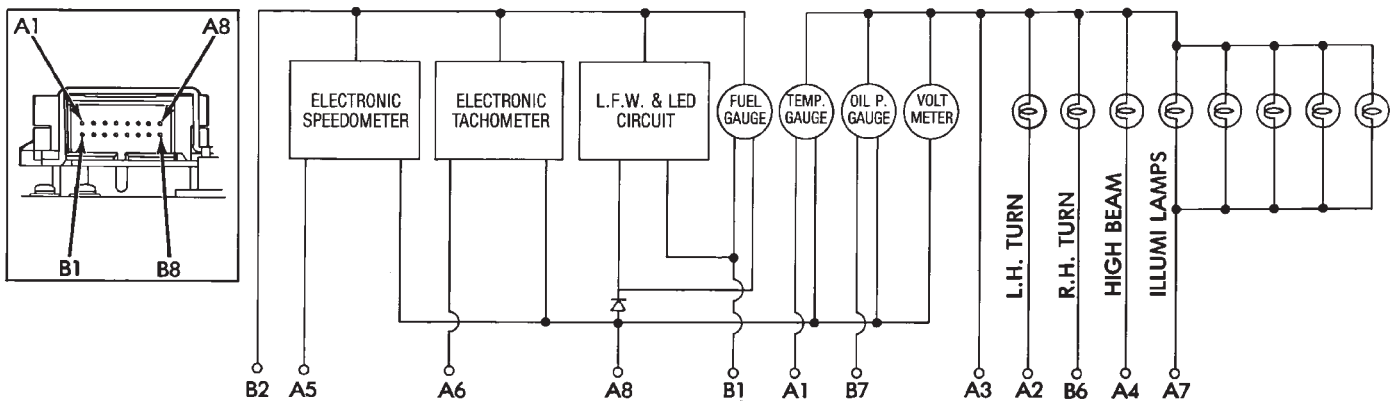 A1
A8
B1
B8
ELECTRONIC
SPEEDOMETER
ELECTRONIC
TACHOMETER
L.F.W. & LED
CIRCUIT
FUEL
GAUGE
TEMP.
GAUGE
OIL P.
GAUGE
VOLT
METER
L.H. TURN
R.H. TURN
HIGH BEAM
ILLUMI LAMPS
B2
A5
A6
A8
B1
A1
B7
A3
A2
B6
A4
A7